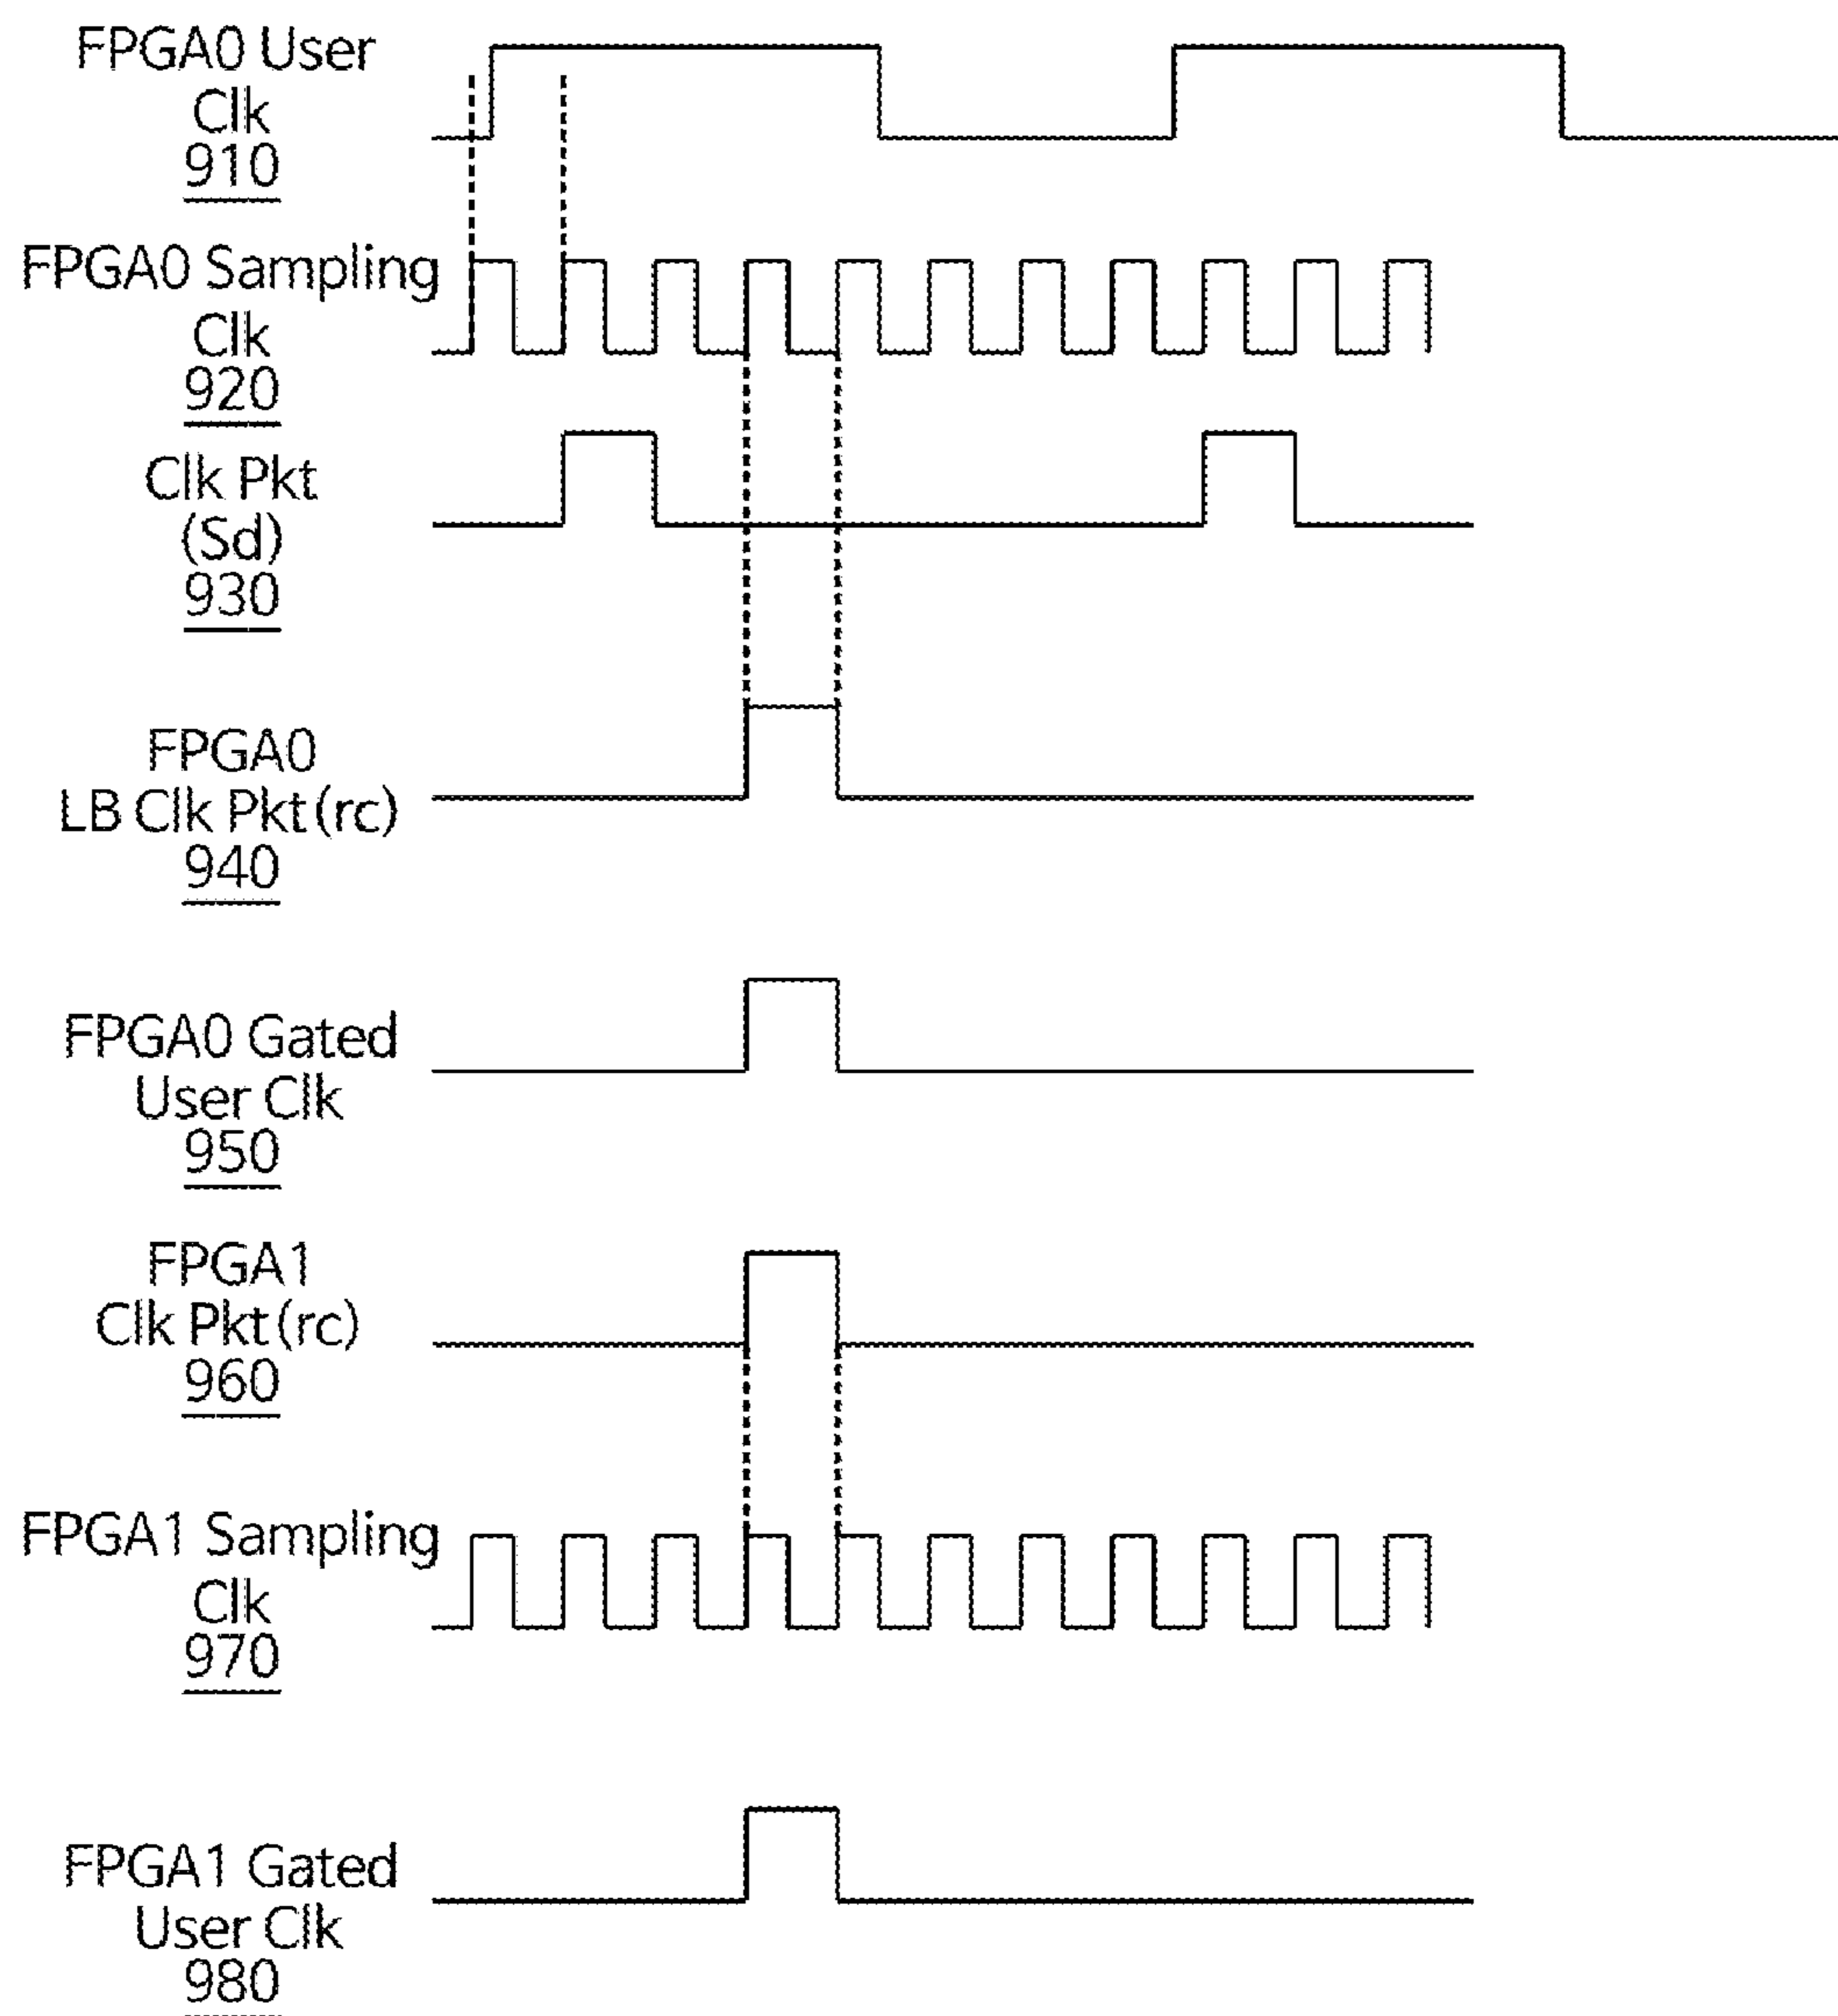 FPGA0 User
Clk
910
FPGA0 Sampling
Clk
920
Clk Pkt
(Sd)
930
FPGA0
LB Clk Pkt (rc)
940
FPGA0 Gated
User Clk
950
FPGA1
Clk Pkt (rc)
960
FPGA1 Sampling
Clk
970
FPGA1 Gated
User Clk
980